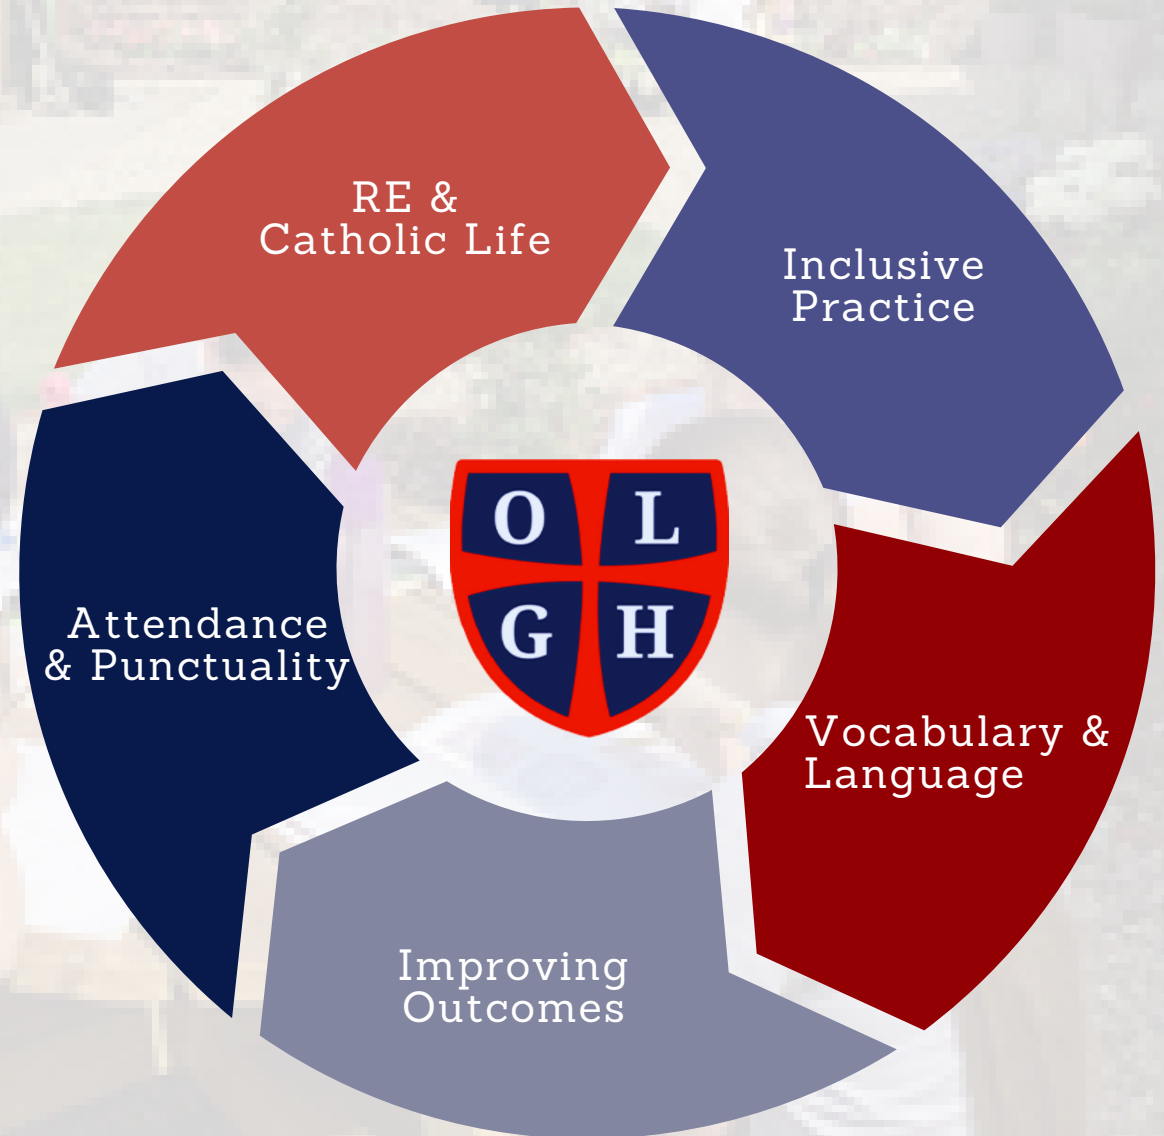 RE &
Catholic Life
Inclusive
Practice
O L
G H
Attendance
& Punctuality
Vocabulary &
Language
Improving
Outcomes